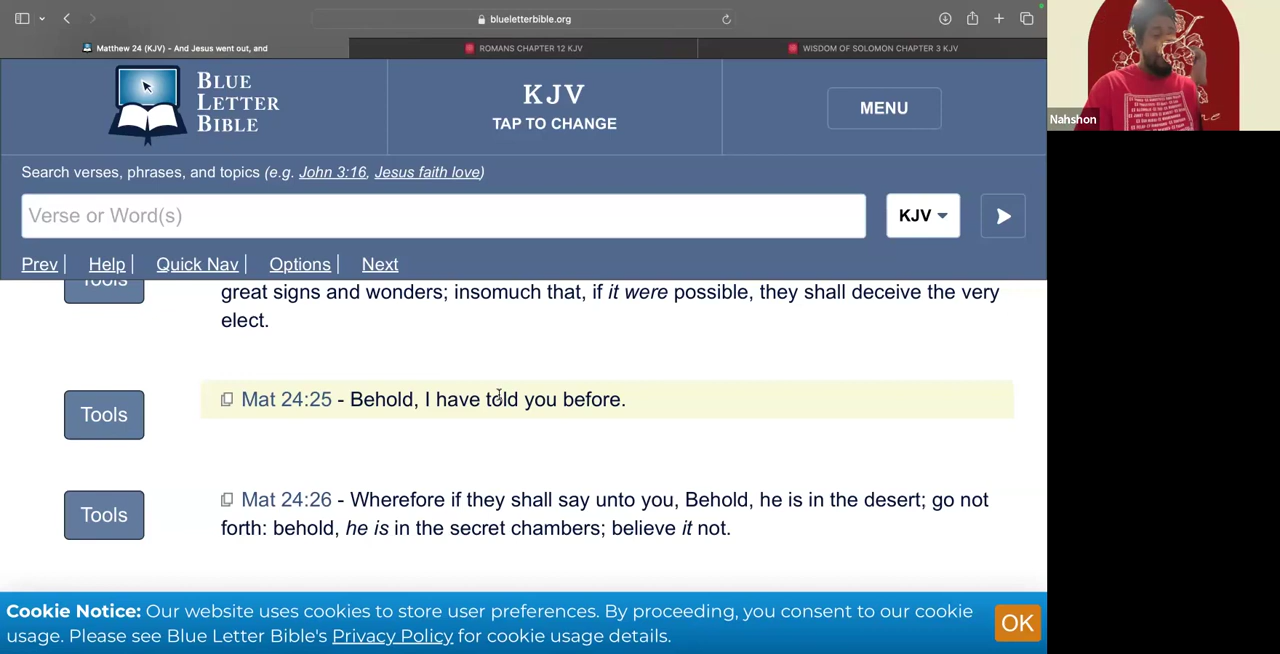 blueletterbible.org
Matthew 24 (KJV) - And Jesus went out, and
ROMANS CHAPTER 12 KJV
WISDOM OF SOLOMON CHAPTER 3 KJV
BLUE
LETTER
BIBLE
KJV
TAP TO CHANGE
MENU
Nahshon
Search verses, phrases, and topics (e.g. John 3:16, Jesus faith love)
Verse or Word(s)
KJV
Prev | Help | Quick Nav | Options | Next
Tools
great signs and wonders; insomuch that, if it were possible, they shall deceive the very
elect.
Tools
Mat 24:25 - Behold, I have told you before.
Tools
Mat 24:26 - Wherefore if they shall say unto you, Behold, he is in the desert; go not
forth: behold, he is in the secret chambers; believe it not.
Cookie Notice: Our website uses cookies to store user preferences. By proceeding, you consent to our cookie
usage. Please see Blue Letter Bible's Privacy Policy for cookie usage details.
OK